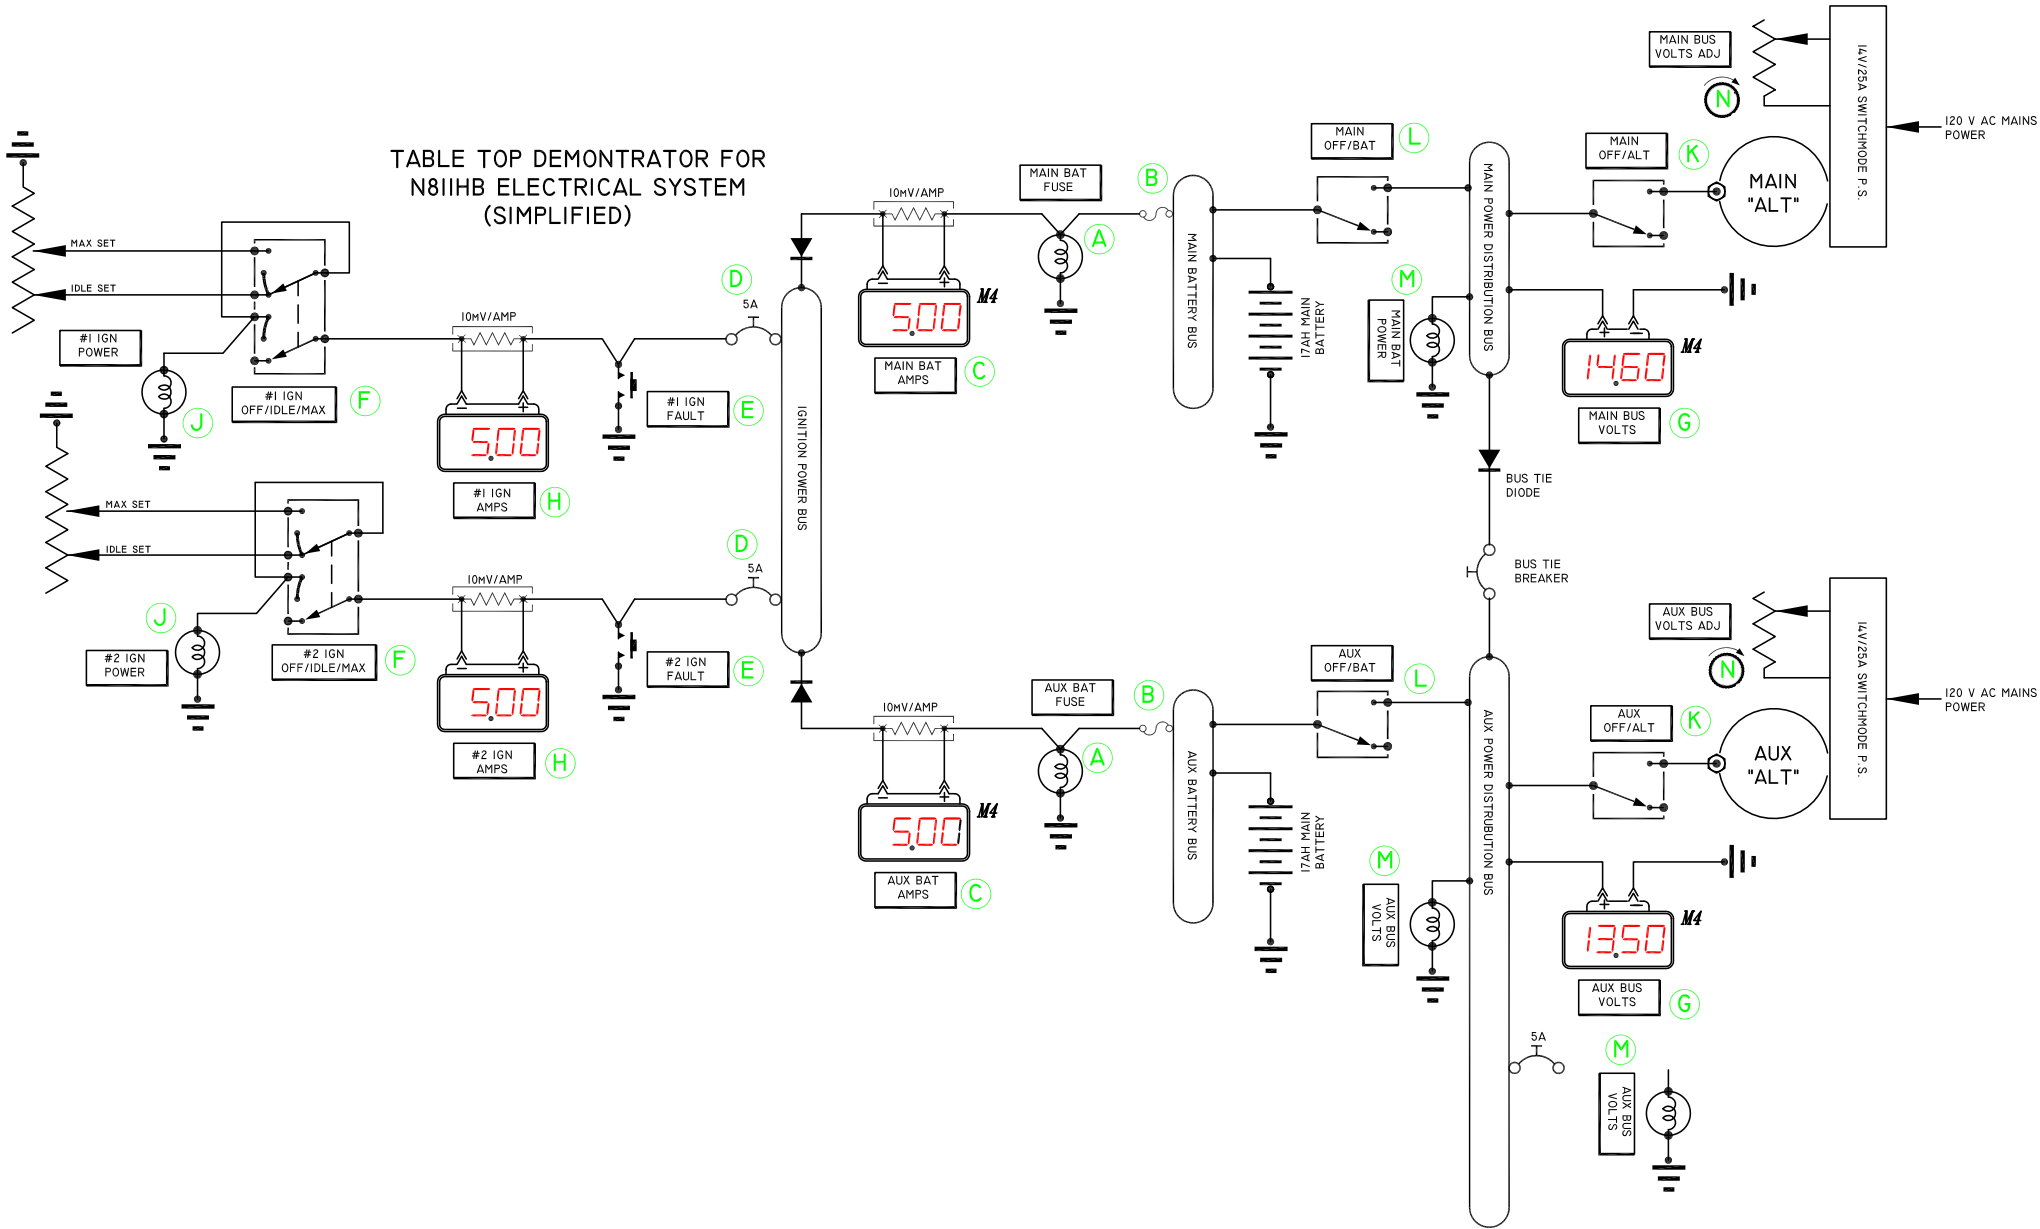 TABLE TOP DEMONTRATOR FOR
N811HB ELECTRICAL SYSTEM
(SIMPLIFIED)
MAX SET
IDLE SET
#1 IGN
POWER
J
#1 IGN
OFF/IDLE/MAX
F
10mV/AMP
5.00
#1 IGN
AMPS
H
#1 IGN
FAULT
E
D
5A
MAX SET
IDLE SET
J
#2 IGN
POWER
#2 IGN
OFF/IDLE/MAX
F
10mV/AMP
5.00
#2 IGN
AMPS
H
#2 IGN
FAULT
E
D
5A
IGNITION POWER BUS
10mV/AMP
5.00
M4
MAIN BAT
AMPS
C
MAIN BAT
FUSE
A
B
MAIN BATTERY BUS
17AH MAIN
BATTERY
MAIN
OFF/BAT
L
M
MAIN BAT
POWER
MAIN POWER DISTRIBUTION BUS
MAIN
OFF/ALT
K
MAIN BUS
VOLTS ADJ
N
MAIN
"ALT"
14V/25A SWITCHMODE P.S.
120 V AC MAINS
POWER
14.60
M4
MAIN BUS
VOLTS
G
BUS TIE
DIODE
BUS TIE
BREAKER
10mV/AMP
5.00
M4
AUX BAT
AMPS
C
AUX BAT
FUSE
A
B
AUX BATTERY BUS
17AH MAIN
BATTERY
AUX
OFF/BAT
L
M
AUX BUS
VOLTS
AUX POWER DISTRUBUTION BUS
AUX
OFF/ALT
K
AUX BUS
VOLTS ADJ
N
AUX
"ALT"
14V/25A SWITCHMODE P.S.
120 V AC MAINS
POWER
13.50
M4
AUX BUS
VOLTS
G
5A
M
AUX BUS
VOLTS